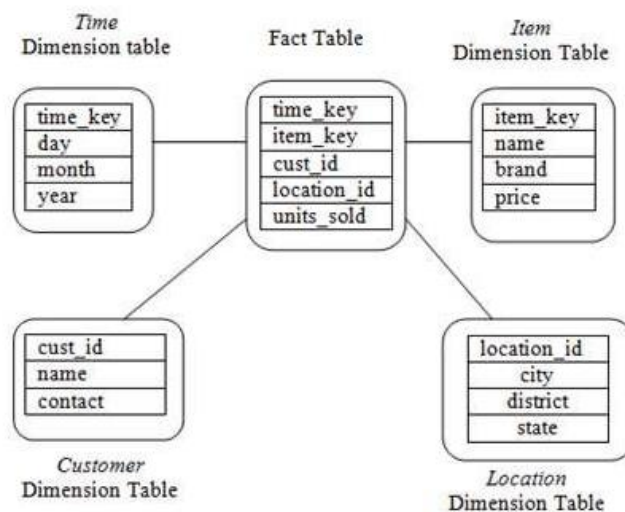 Time
Dimension table
time_key
day
month
year
Fact Table
time_key
item_key
cust_id
location_id
units_sold
Item
Dimension Table
item_key
name
brand
price
cust_id
name
contact
Customer
Dimension Table
location_id
city
district
state
Location
Dimension Table